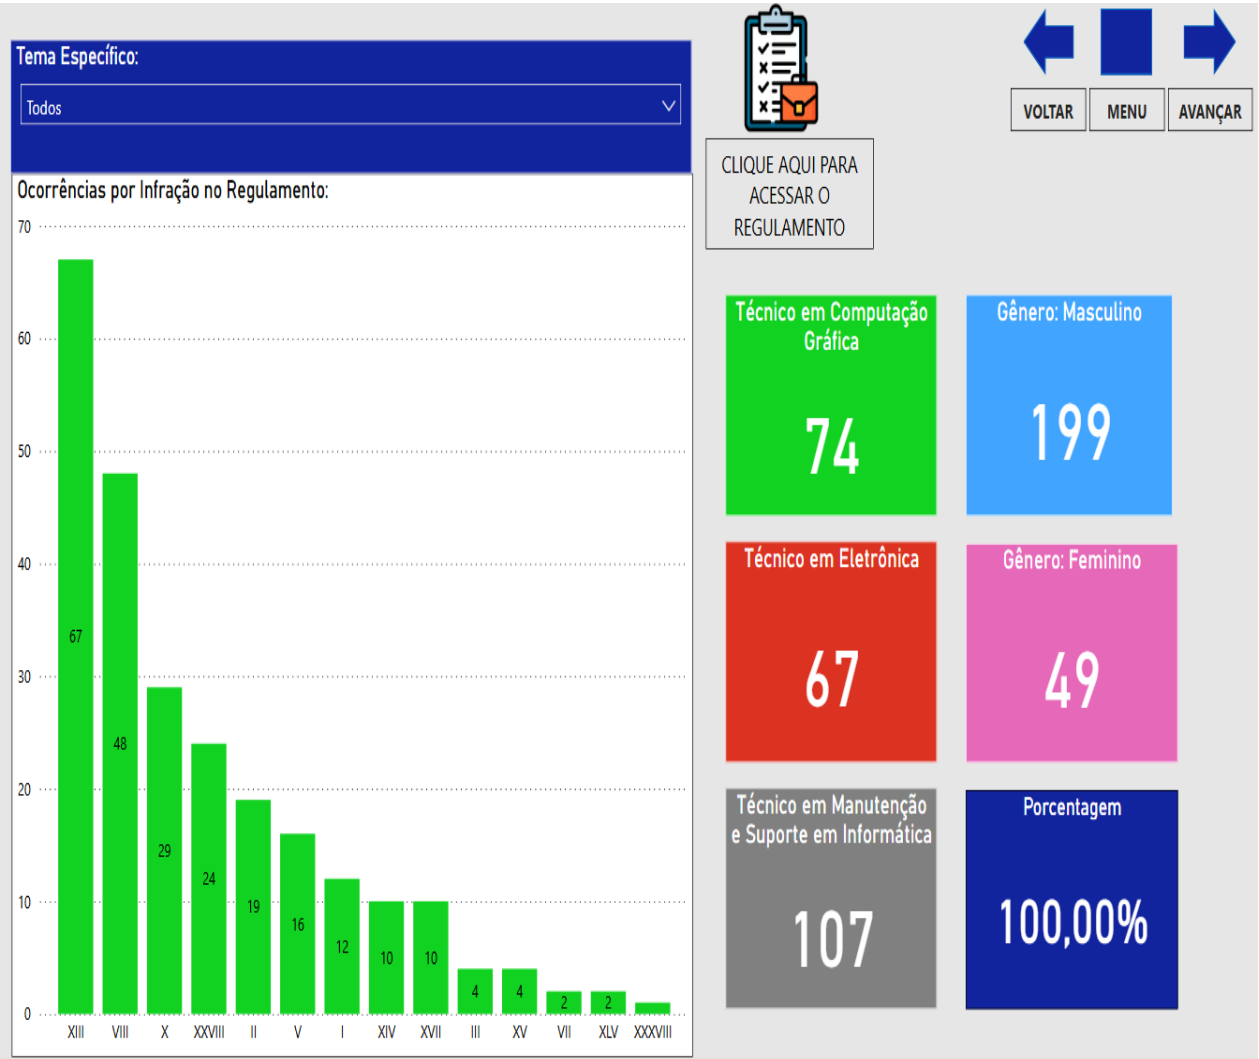 Tema Específico:
Todos
Ocorrências por Infração no Regulamento:
70
60
50
40
30
20
10
0
67
48
29
24
19
16
12
10
10
4
4
2
2
XIII VIII X XXVIII II V I XIV XVII III XV VII XLV XXXVIII
CLIQUE AQUI PARA
ACESSAR O
REGULAMENTO
VOLTAR
MENU
AVANÇAR
Técnico em Computação
Gráfica
74
Gênero: Masculino
199
Técnico em Eletrônica
67
Gênero: Feminino
49
Técnico em Manutenção
e Suporte em Informática
107
Porcentagem
100,00%